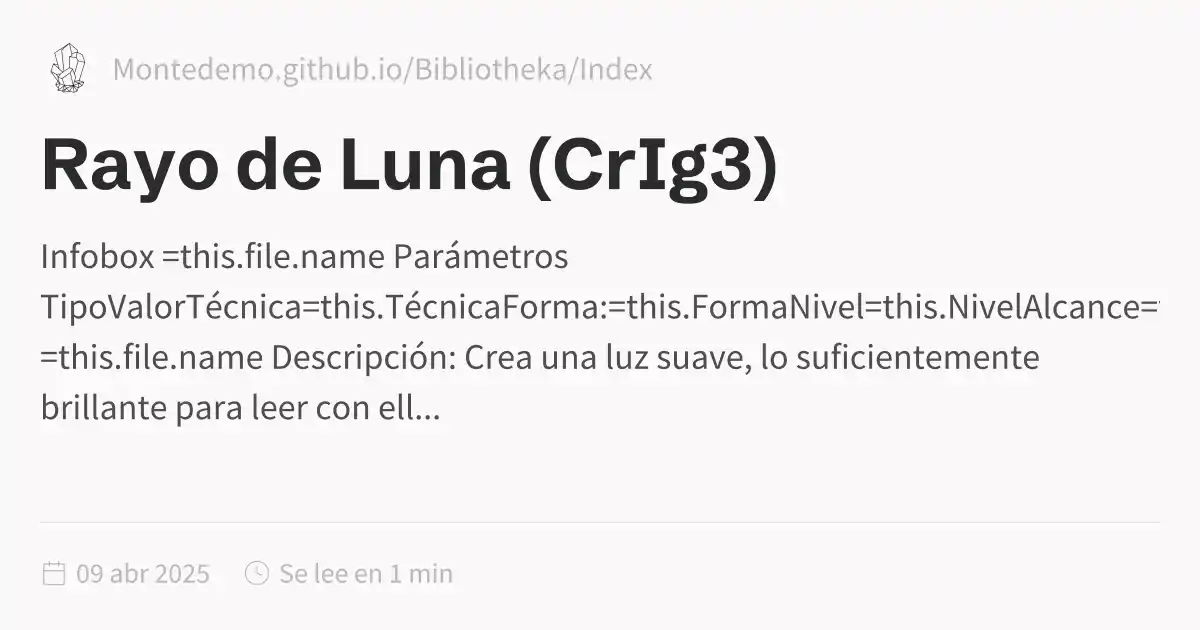 Montedemo.github.io/Bibliotheka/Index
Rayo de Luna (CrIg3)
Infobox =this.file.name Parámetros
TipoValorTécnica=this.TécnicaForma:=this.FormaNivel=this.NivelAlcance=
=this.file.name Descripción: Crea una luz suave, lo suficientemente
brillante para leer con ell...
09 abr 2025 Se lee en 1 min